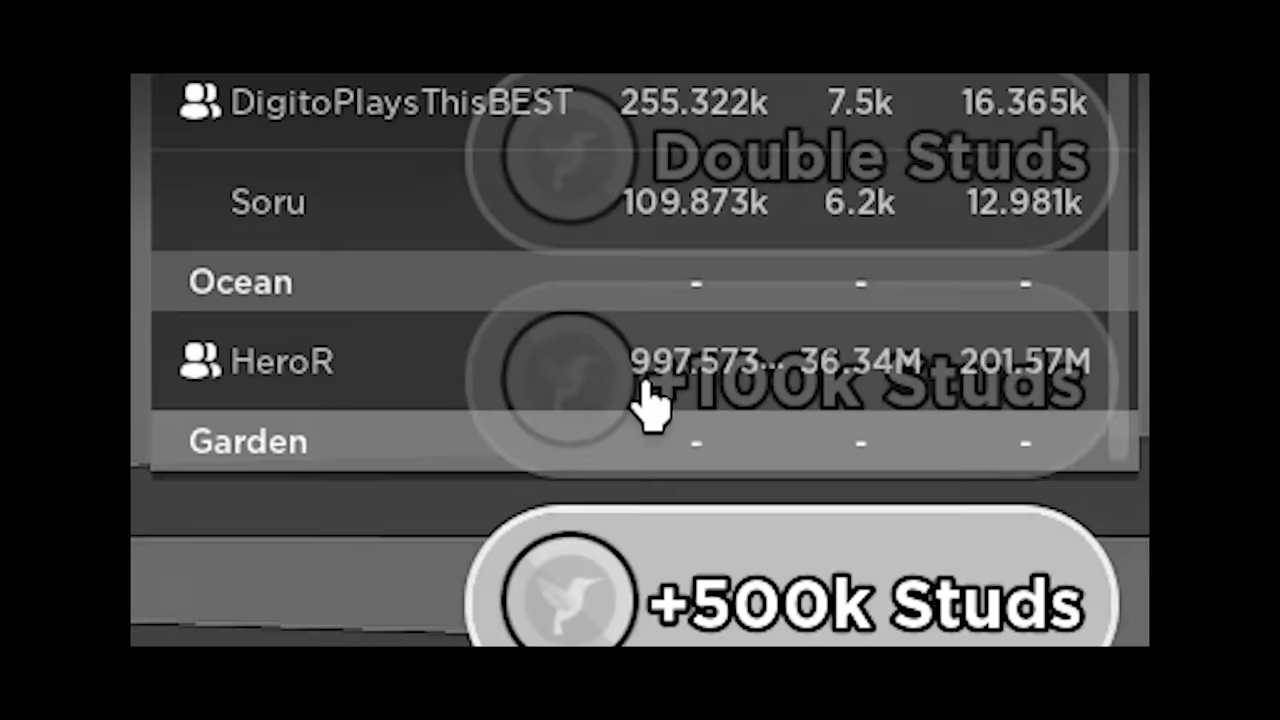 DigitoPlaysThisBEST 255.322k 7.5k 16.365k
Double Studs
Soru 109.873k 6.2k 12.981k
Ocean - - -
HeroR 997.573... 36.34M 201.57M
+100k Studs
Garden - - -
+500k Studs